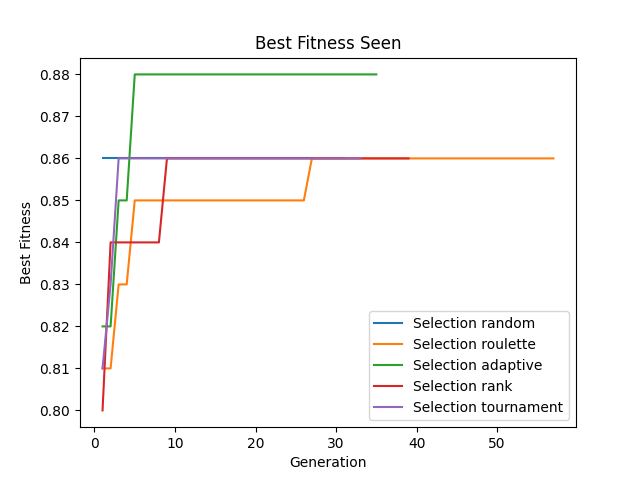 Best Fitness Seen
Best Fitness
0.88
0.87
0.86
0.85
0.84
0.83
0.82
0.81
0.80
Selection random
Selection roulette
Selection adaptive
Selection rank
Selection tournament
0 10 20 30 40 50
Generation